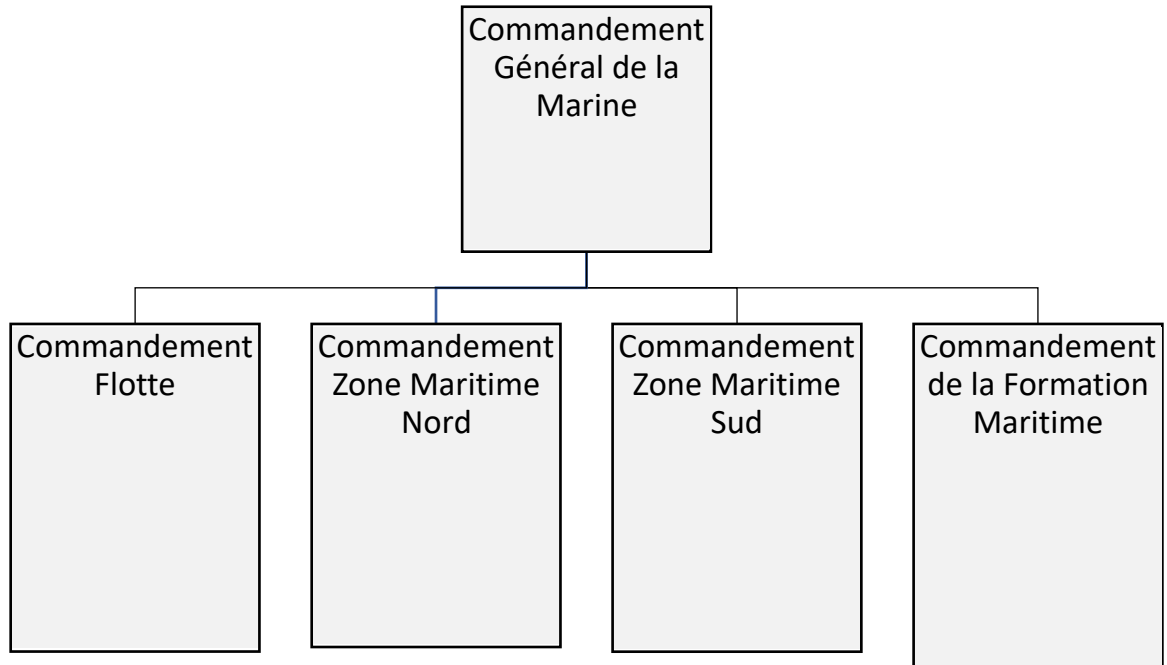 Commandement
Général de la
Marine
Commandement
Flotte
Commandement
Zone Maritime
Nord
Commandement
Zone Maritime
Sud
Commandement
de la Formation
Maritime